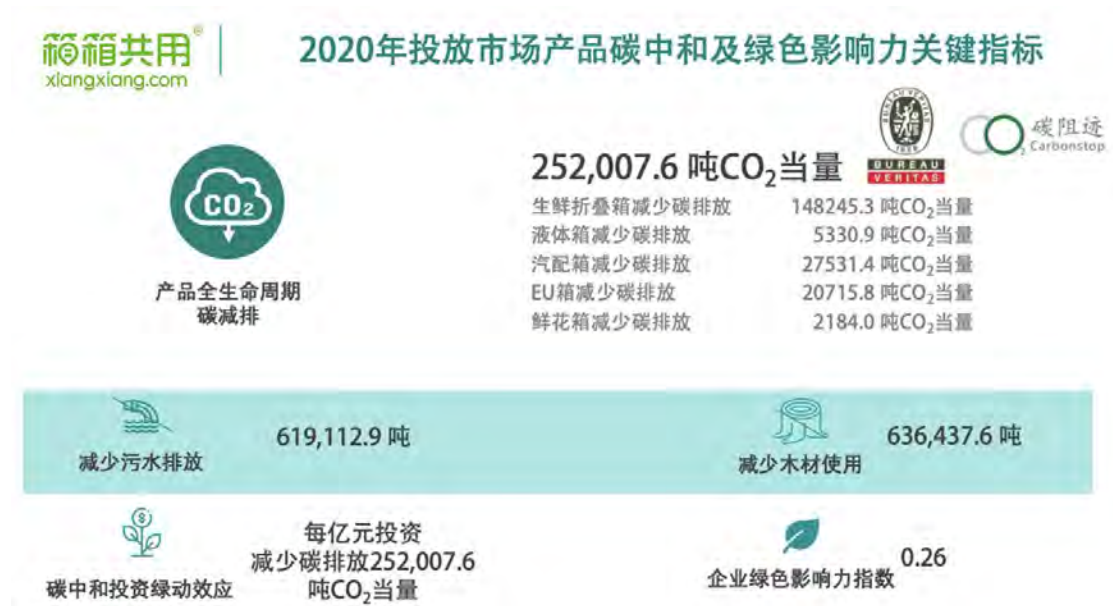 箱箱共用®
xiangxiang.com
2020年投放市场产品碳中和及绿色影响力关键指标
CO₂
产品全生命周期
碳减排
252,007.6 吨CO₂当量
BUREAU VERITAS
1828
BUREAU
VERITAS
碳阻迹
Carbonstop
2
生鲜折叠箱减少碳排放 148245.3 吨CO₂当量
液体箱减少碳排放 5330.9 吨CO₂当量
汽配箱减少碳排放 27531.4 吨CO₂当量
EU箱减少碳排放 20715.8 吨CO₂当量
鲜花箱减少碳排放 2184.0 吨CO₂当量
减少污水排放
619,112.9 吨
减少木材使用
636,437.6 吨
$
碳中和投资绿动效应
每亿元投资
减少碳排放252,007.6
吨CO₂当量
企业绿色影响力指数
0.26